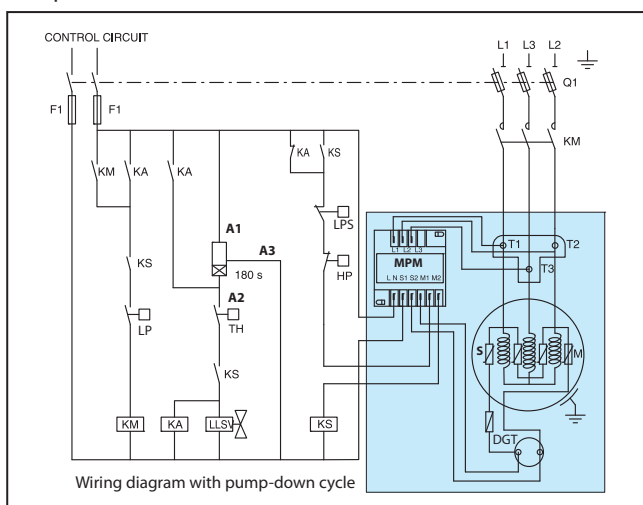 CONTROL CIRCUIT
L1 L3 L2
F1 F1 Q1
KM
KM KA KA KA KS
A1
A3
LPS
180 s
HP
L1 L2 L3
MPM
L N S1 S2 M1 M2
T1 T2
T3
KS
A2
TH
LP
KS
S M
DGT
KM KA LLSV KS
Wiring diagram with pump-down cycle